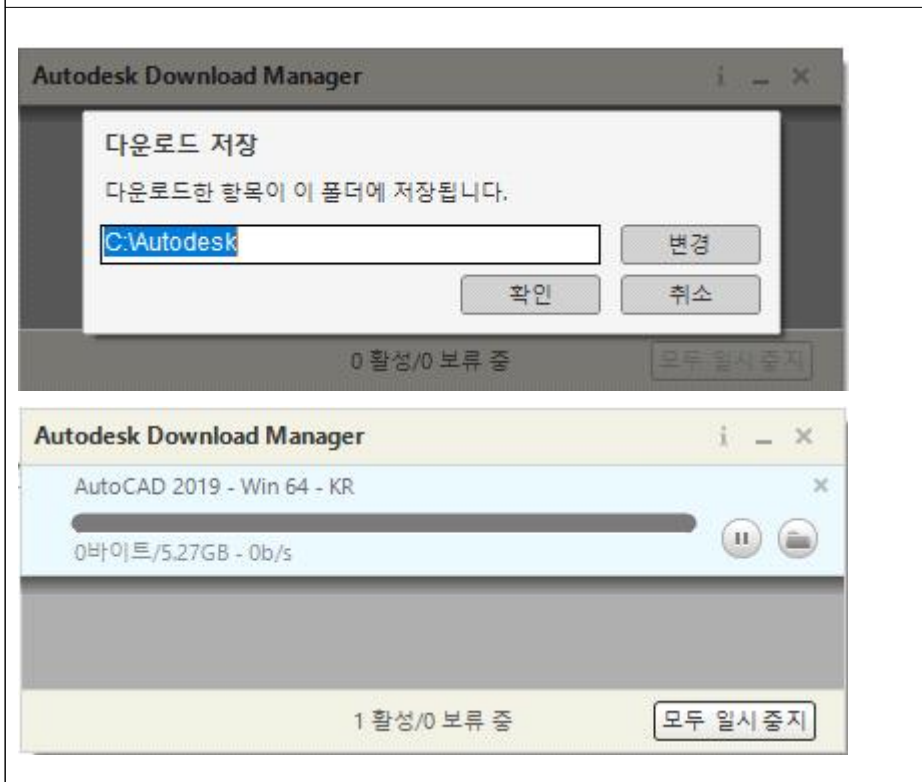 Autodesk Download Manager
다운로드 저장
다운로드한 항목이 이 폴더에 저장됩니다.
C:\Autodesk
변경
확인
취소
0 활성/0 보류 중
모두 일시 중지
Autodesk Download Manager
AutoCAD 2019 - Win 64 - KR
0바이트/5.27GB - 0b/s
1 활성/0 보류 중
모두 일시 중지